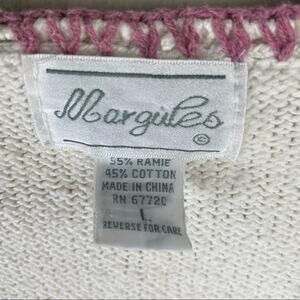 Margules
©
55% RAMIE
45% COTTON
MADE IN CHINA
RN 67720
L
REVERSE FOR CARE